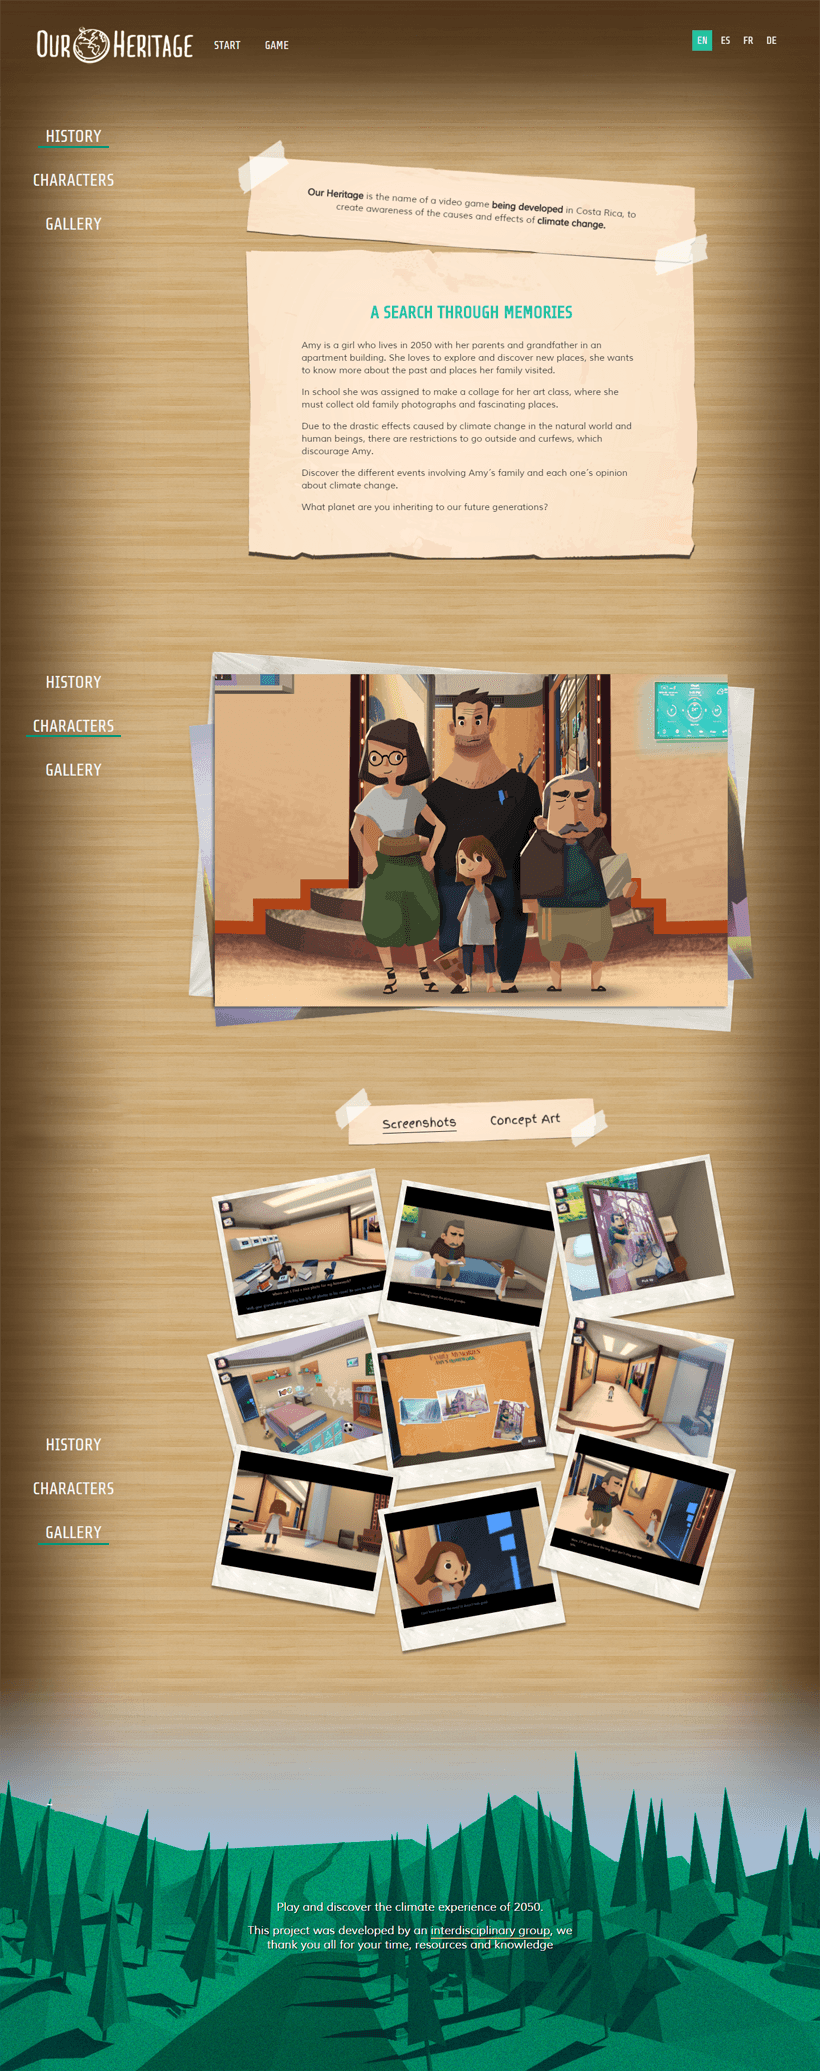 OUR HERITAGE
START
GAME
EN
ES
FR
DE
HISTORY
CHARACTERS
GALLERY
Our Heritage is the name of a video game being developed in Costa Rica, to
create awareness of the causes and effects of climate change.
A SEARCH THROUGH MEMORIES
Amy is a girl who lives in 2050 with her parents and grandfather in an
apartment building. She loves to explore and discover new places, she wants
to know more about the past and places her family visited.
In school she was assigned to make a collage for her art class, where she
must collect old family photographs and fascinating places.
Due to the drastic effects caused by climate change in the natural world and
human beings, there are restrictions to go outside and curfews, which
discourage Amy.
Discover the different events involving Amy´s family and each one´s opinion
about climate change.
What planet are you inheriting to our future generations?
HISTORY
CHARACTERS
GALLERY
Screenshots
Concept Art
FAMILY MEMORIES
HISTORY
CHARACTERS
GALLERY
Play and discover the climate experience of 2050.
This project was developed by an interdisciplinary group, we
thank you all for your time, resources and knowledge